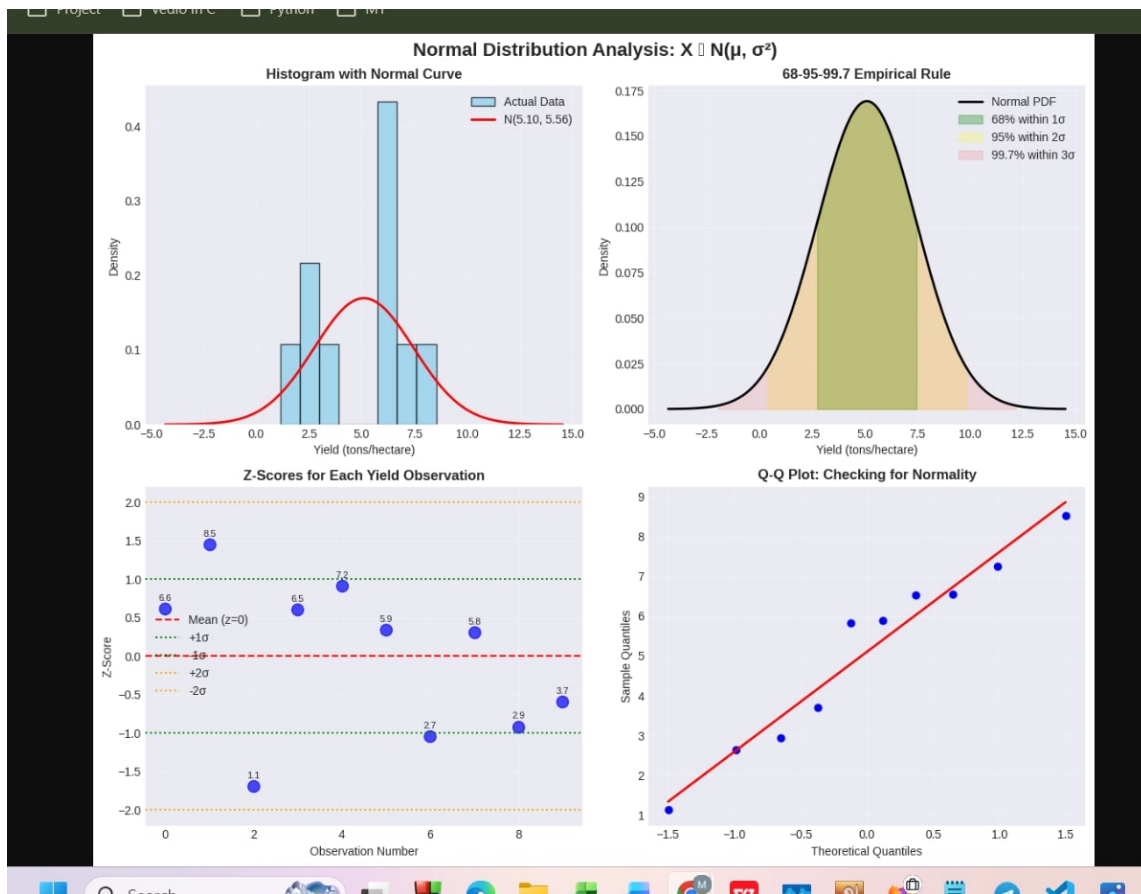 Project Vedio in C Python MY
Normal Distribution Analysis: X ▯ N(μ, σ²)
Histogram with Normal Curve
Actual Data
N(5.10, 5.56)
Density
0.4
0.3
0.2
0.1
0.0
−5.0 −2.5 0.0 2.5 5.0 7.5 10.0 12.5 15.0
Yield (tons/hectare)
68-95-99.7 Empirical Rule
Normal PDF
68% within 1σ
95% within 2σ
99.7% within 3σ
Density
0.175
0.150
0.125
0.100
0.075
0.050
0.025
0.000
−5.0 −2.5 0.0 2.5 5.0 7.5 10.0 12.5 15.0
Yield (tons/hectare)
Z-Scores for Each Yield Observation
Z-Score
2.0
1.5
1.0
0.5
0.0
−0.5
−1.0
−1.5
−2.0
8.5
7.2
6.6
6.5
5.9
5.8
3.7
2.9
2.7
1.1
Mean (z=0)
+1σ
-1σ
+2σ
-2σ
0 2 4 6 8
Observation Number
Q-Q Plot: Checking for Normality
Sample Quantiles
9
8
7
6
5
4
3
2
1
−1.5 −1.0 −0.5 0.0 0.5 1.0 1.5
Theoretical Quantiles
Search
M